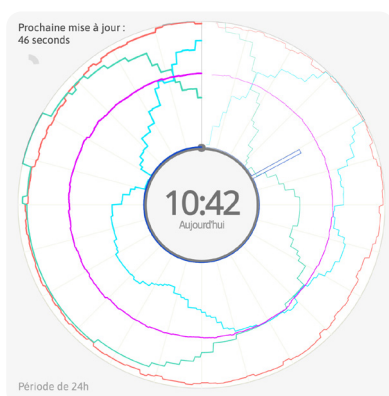 Prochaine mise à jour :
46 seconds
10:42
Aujourd'hui
Période de 24h